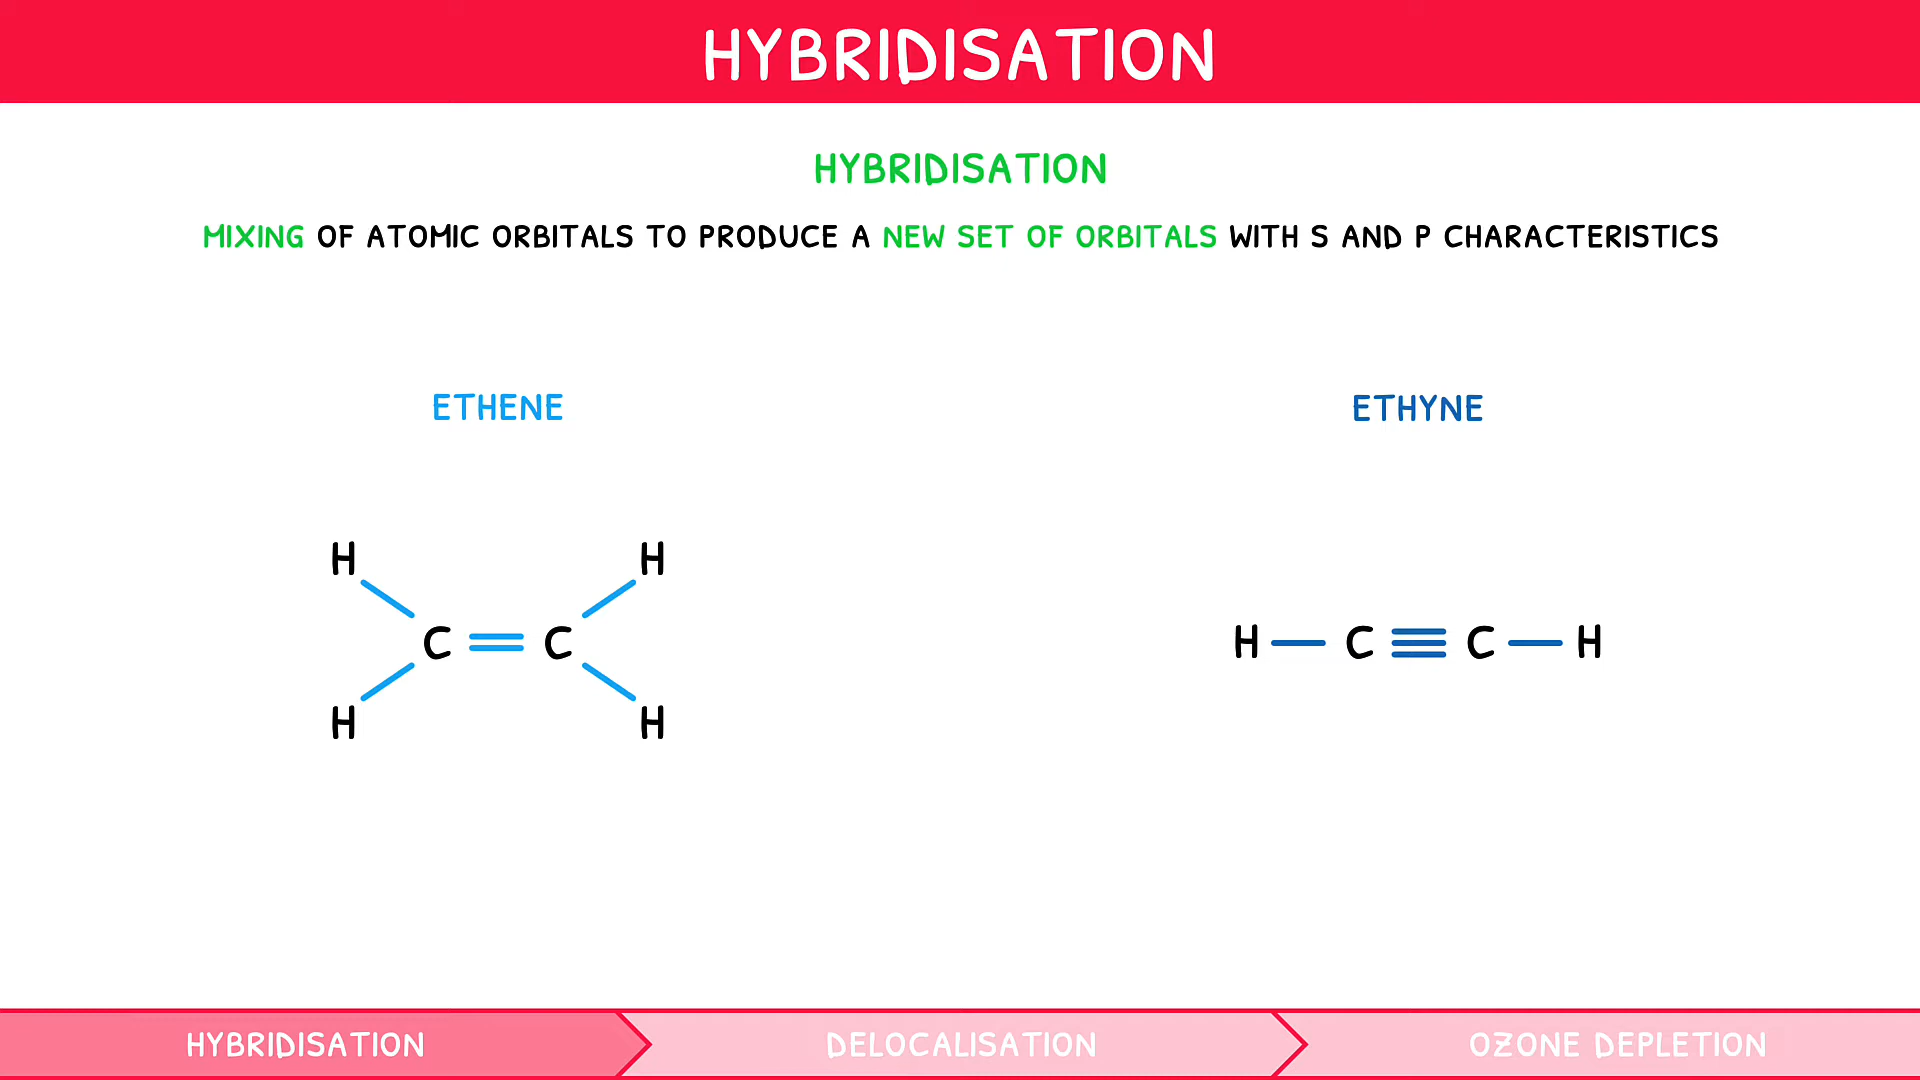 HYBRIDISATION
HYBRIDISATION
MIXING OF ATOMIC ORBITALS TO PRODUCE A NEW SET OF ORBITALS WITH S AND P CHARACTERISTICS
ETHENE
ETHYNE
H H
C C
H H
H C C H
HYBRIDISATION
DELOCALISATION
OZONE DEPLETION